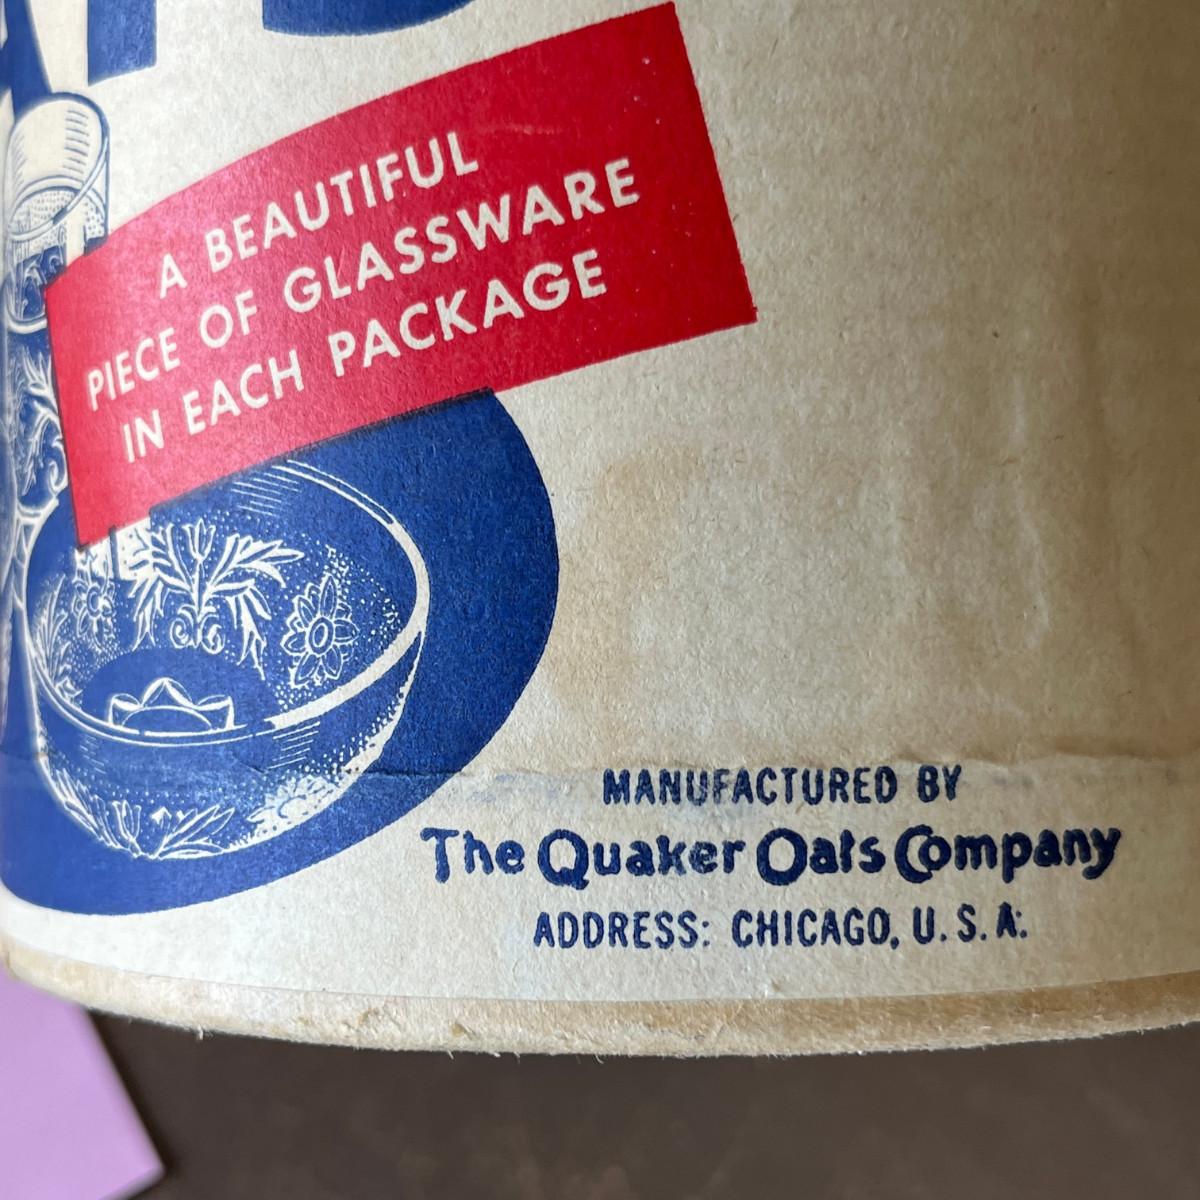 A BEAUTIFUL
PIECE OF GLASSWARE
IN EACH PACKAGE
MANUFACTURED BY
The Quaker Oats Company
ADDRESS: CHICAGO, U.S.A.